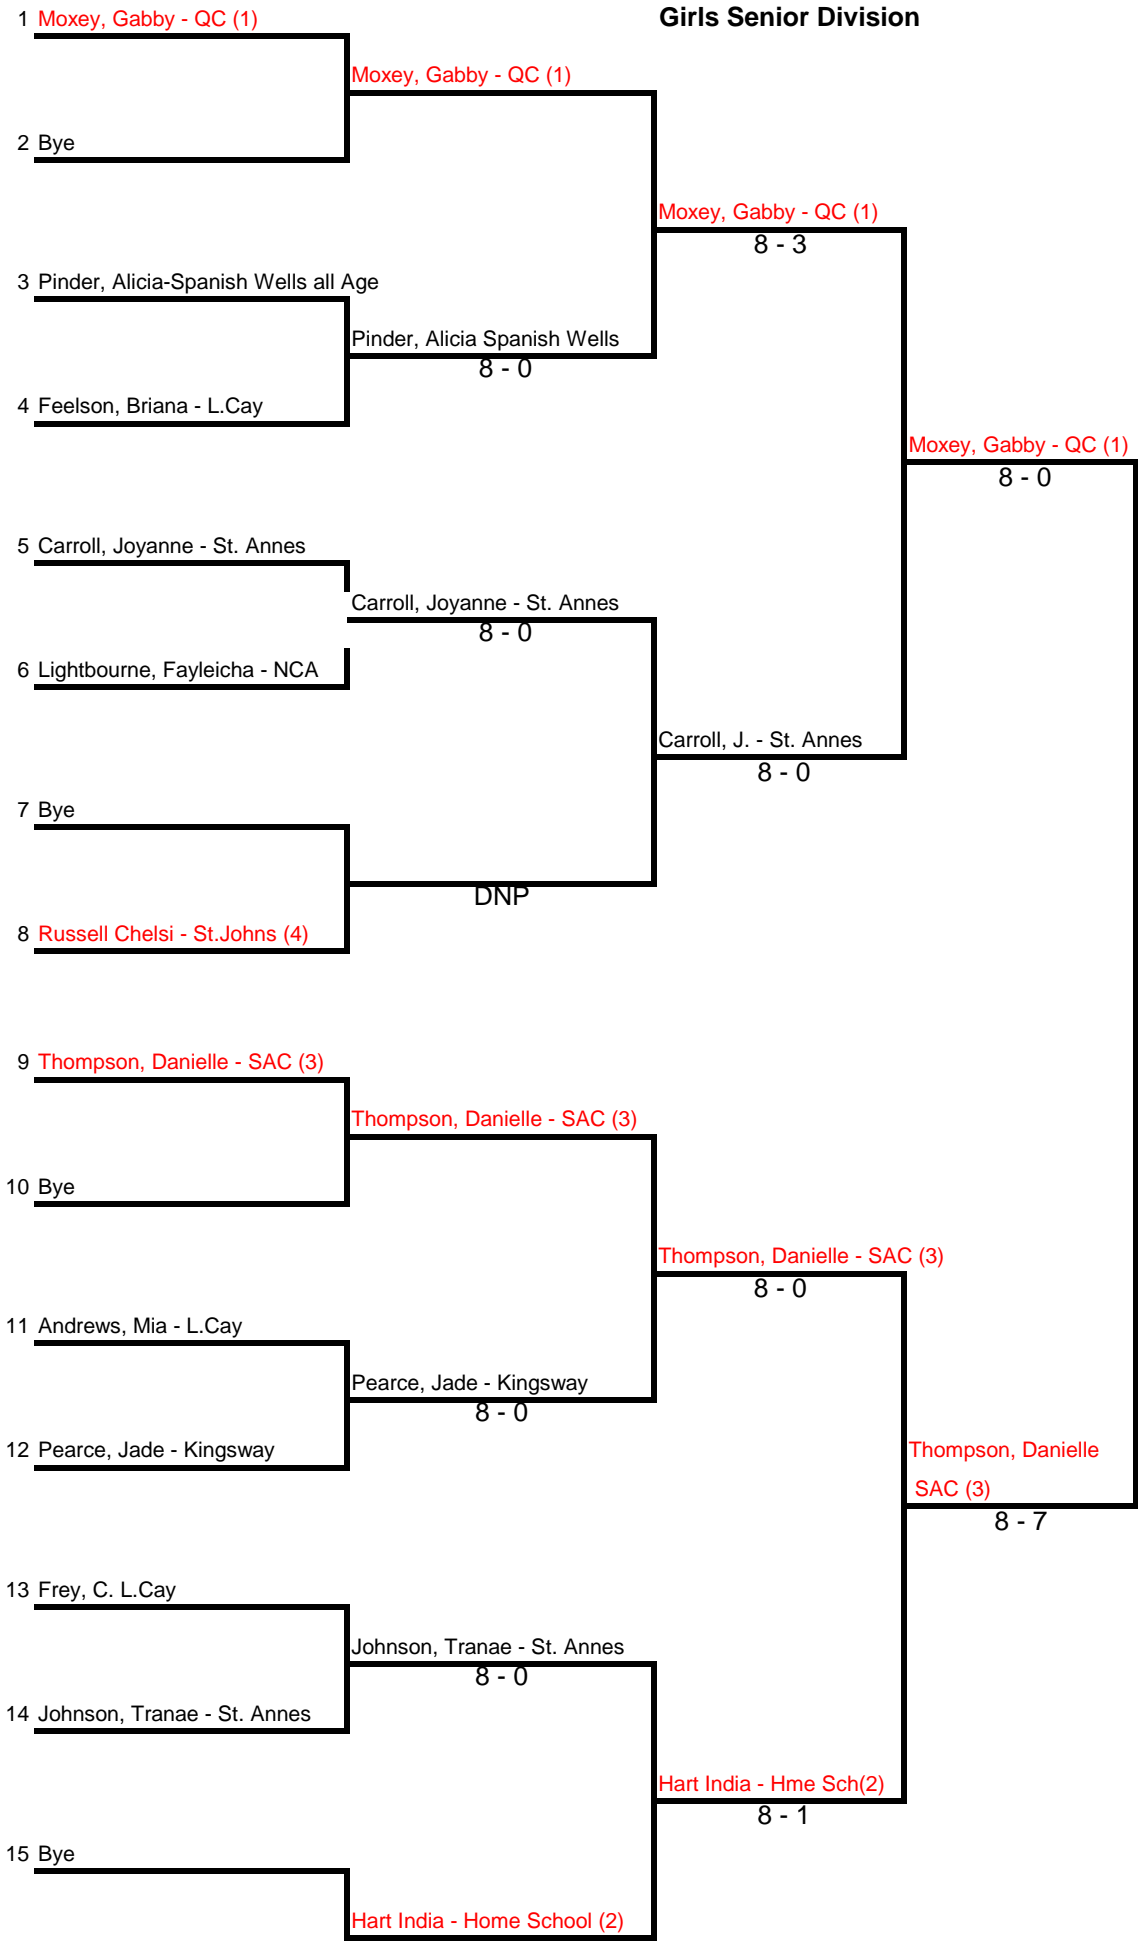 Girls Senior Division
1 Moxey, Gabby - QC (1)
Moxey, Gabby - QC (1)
2 Bye
Moxey, Gabby - QC (1)
8 - 3
3 Pinder, Alicia-Spanish Wells all Age
Pinder, Alicia Spanish Wells
8 - 0
4 Feelson, Briana - L.Cay
Moxey, Gabby - QC (1)
8 - 0
5 Carroll, Joyanne - St. Annes
Carroll, Joyanne - St. Annes
8 - 0
6 Lightbourne, Fayleicha - NCA
Carroll, J. - St. Annes
8 - 0
7 Bye
DNP
8 Russell Chelsi - St.Johns (4)
9 Thompson, Danielle - SAC (3)
Thompson, Danielle - SAC (3)
10 Bye
Thompson, Danielle - SAC (3)
8 - 0
11 Andrews, Mia - L.Cay
Pearce, Jade - Kingsway
8 - 0
12 Pearce, Jade - Kingsway
Thompson, Danielle
SAC (3)
8 - 7
13 Frey, C. L.Cay
Johnson, Tranae - St. Annes
8 - 0
14 Johnson, Tranae - St. Annes
Hart India - Hme Sch(2)
8 - 1
15 Bye
Hart India - Home School (2)